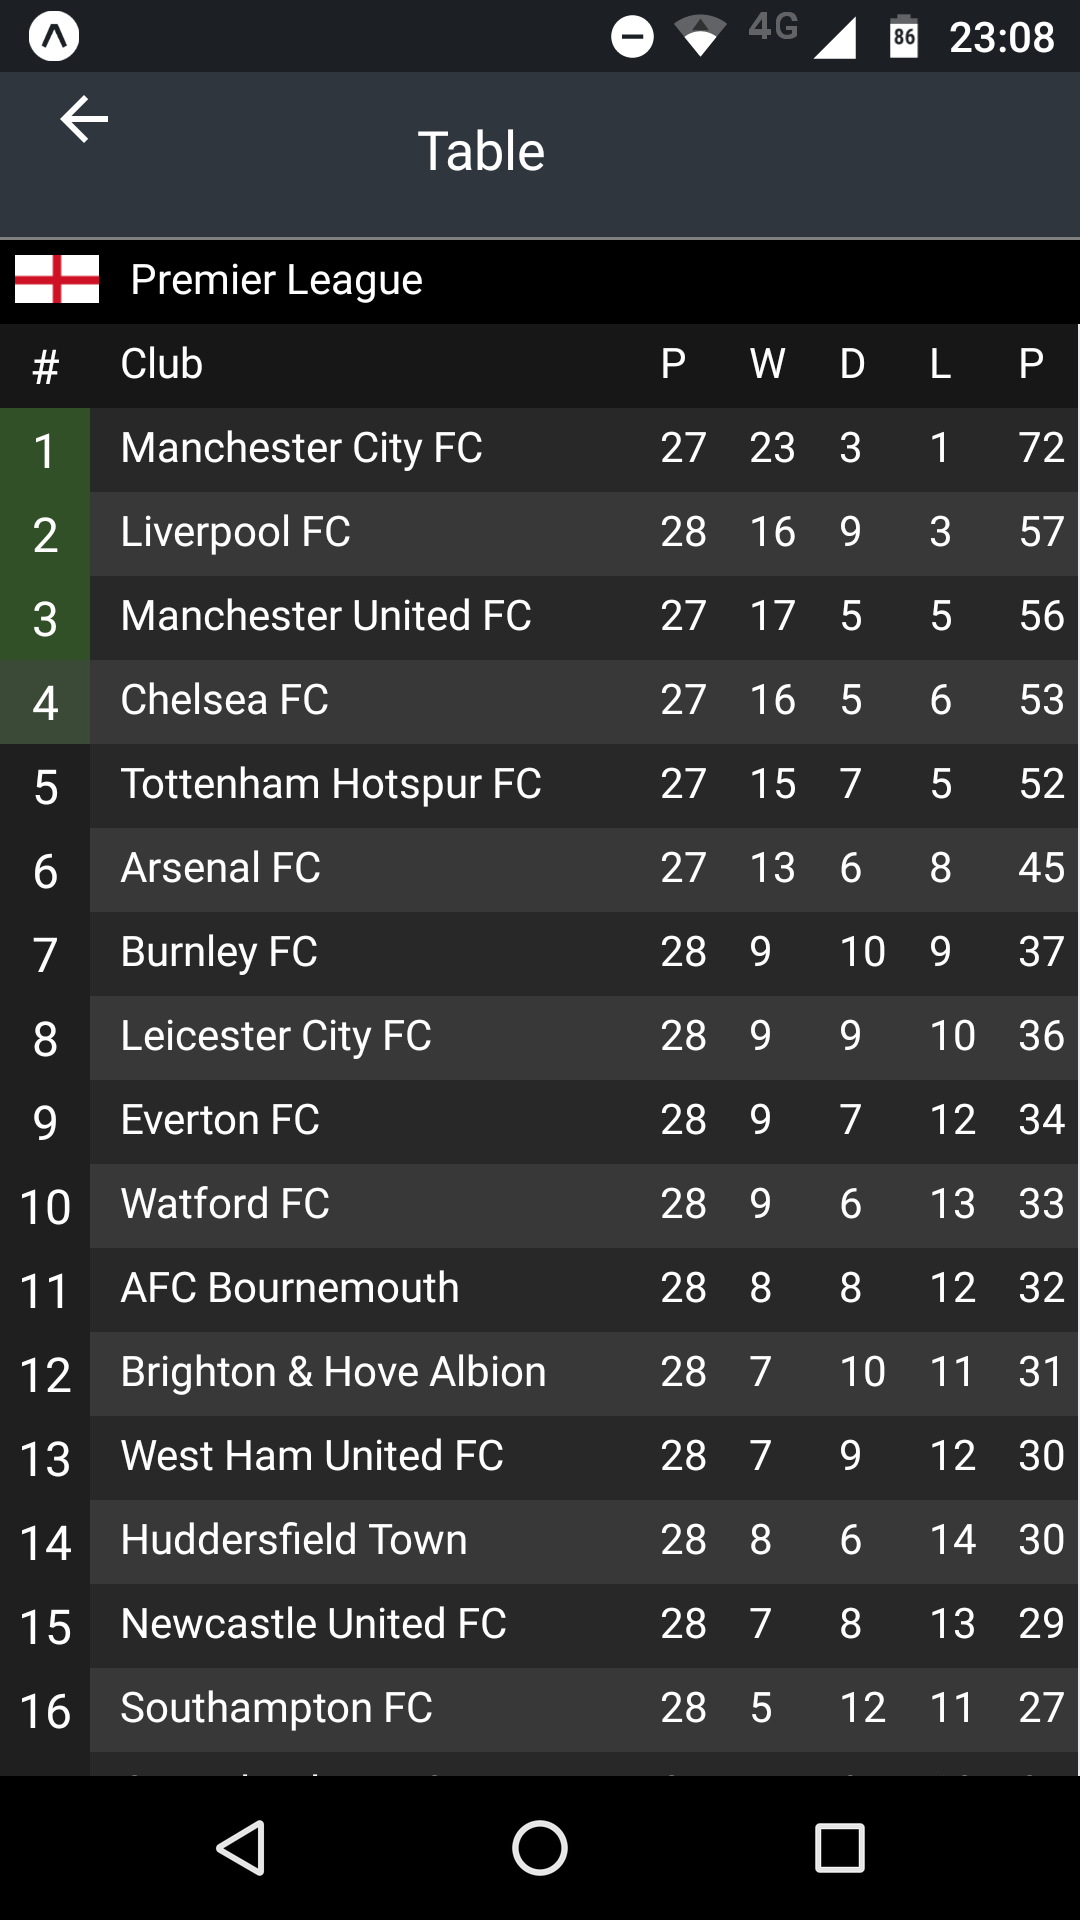 4G 86 23:08
Table
Premier League
# Club P W D L P
1 Manchester City FC 27 23 3 1 72
2 Liverpool FC 28 16 9 3 57
3 Manchester United FC 27 17 5 5 56
4 Chelsea FC 27 16 5 6 53
5 Tottenham Hotspur FC 27 15 7 5 52
6 Arsenal FC 27 13 6 8 45
7 Burnley FC 28 9 10 9 37
8 Leicester City FC 28 9 9 10 36
9 Everton FC 28 9 7 12 34
10 Watford FC 28 9 6 13 33
11 AFC Bournemouth 28 8 8 12 32
12 Brighton & Hove Albion 28 7 10 11 31
13 West Ham United FC 28 7 9 12 30
14 Huddersfield Town 28 8 6 14 30
15 Newcastle United FC 28 7 8 13 29
16 Southampton FC 28 5 12 11 27